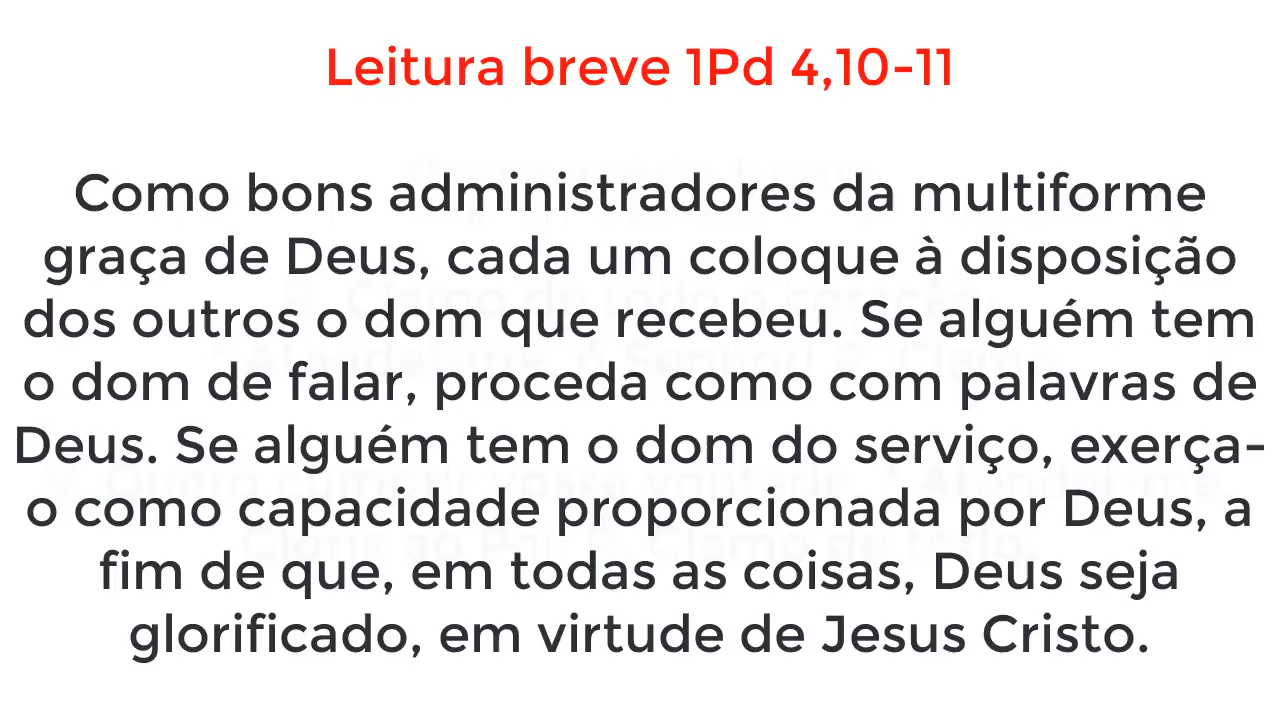 Leitura breve 1Pd 4,10-11
Como bons administradores da multiforme
graça de Deus, cada um coloque à disposição
dos outros o dom que recebeu. Se alguém tem
o dom de falar, proceda como com palavras de
Deus. Se alguém tem o dom do serviço, exerça-
o como capacidade proporcionada por Deus, a
fim de que, em todas as coisas, Deus seja
glorificado, em virtude de Jesus Cristo.